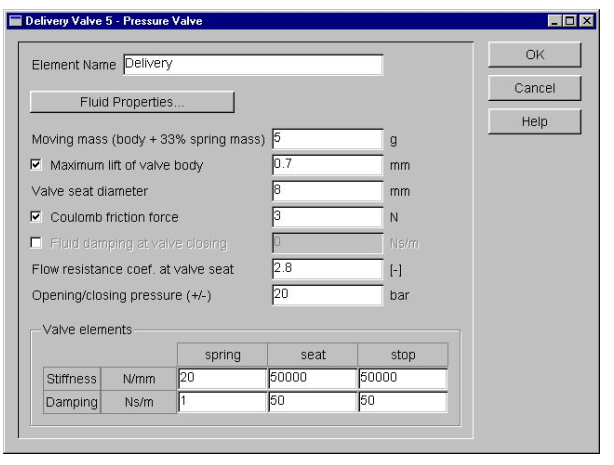 Delivery Valve 5 - Pressure Valve
Element Name Delivery
OK
Fluid Properties...
Cancel
Help
Moving mass (body + 33% spring mass) 5 g
Maximum lift of valve body 0.7 mm
Valve seat diameter 8 mm
Coulomb friction force 3 N
Fluid damping at valve closing 0 Ns/m
Flow resistance coef. at valve seat 2.8 [-]
Opening/closing pressure (+/-) 20 bar
Valve elements
spring seat stop
Stiffness N/mm 20 50000 50000
Damping Ns/m 1 50 50